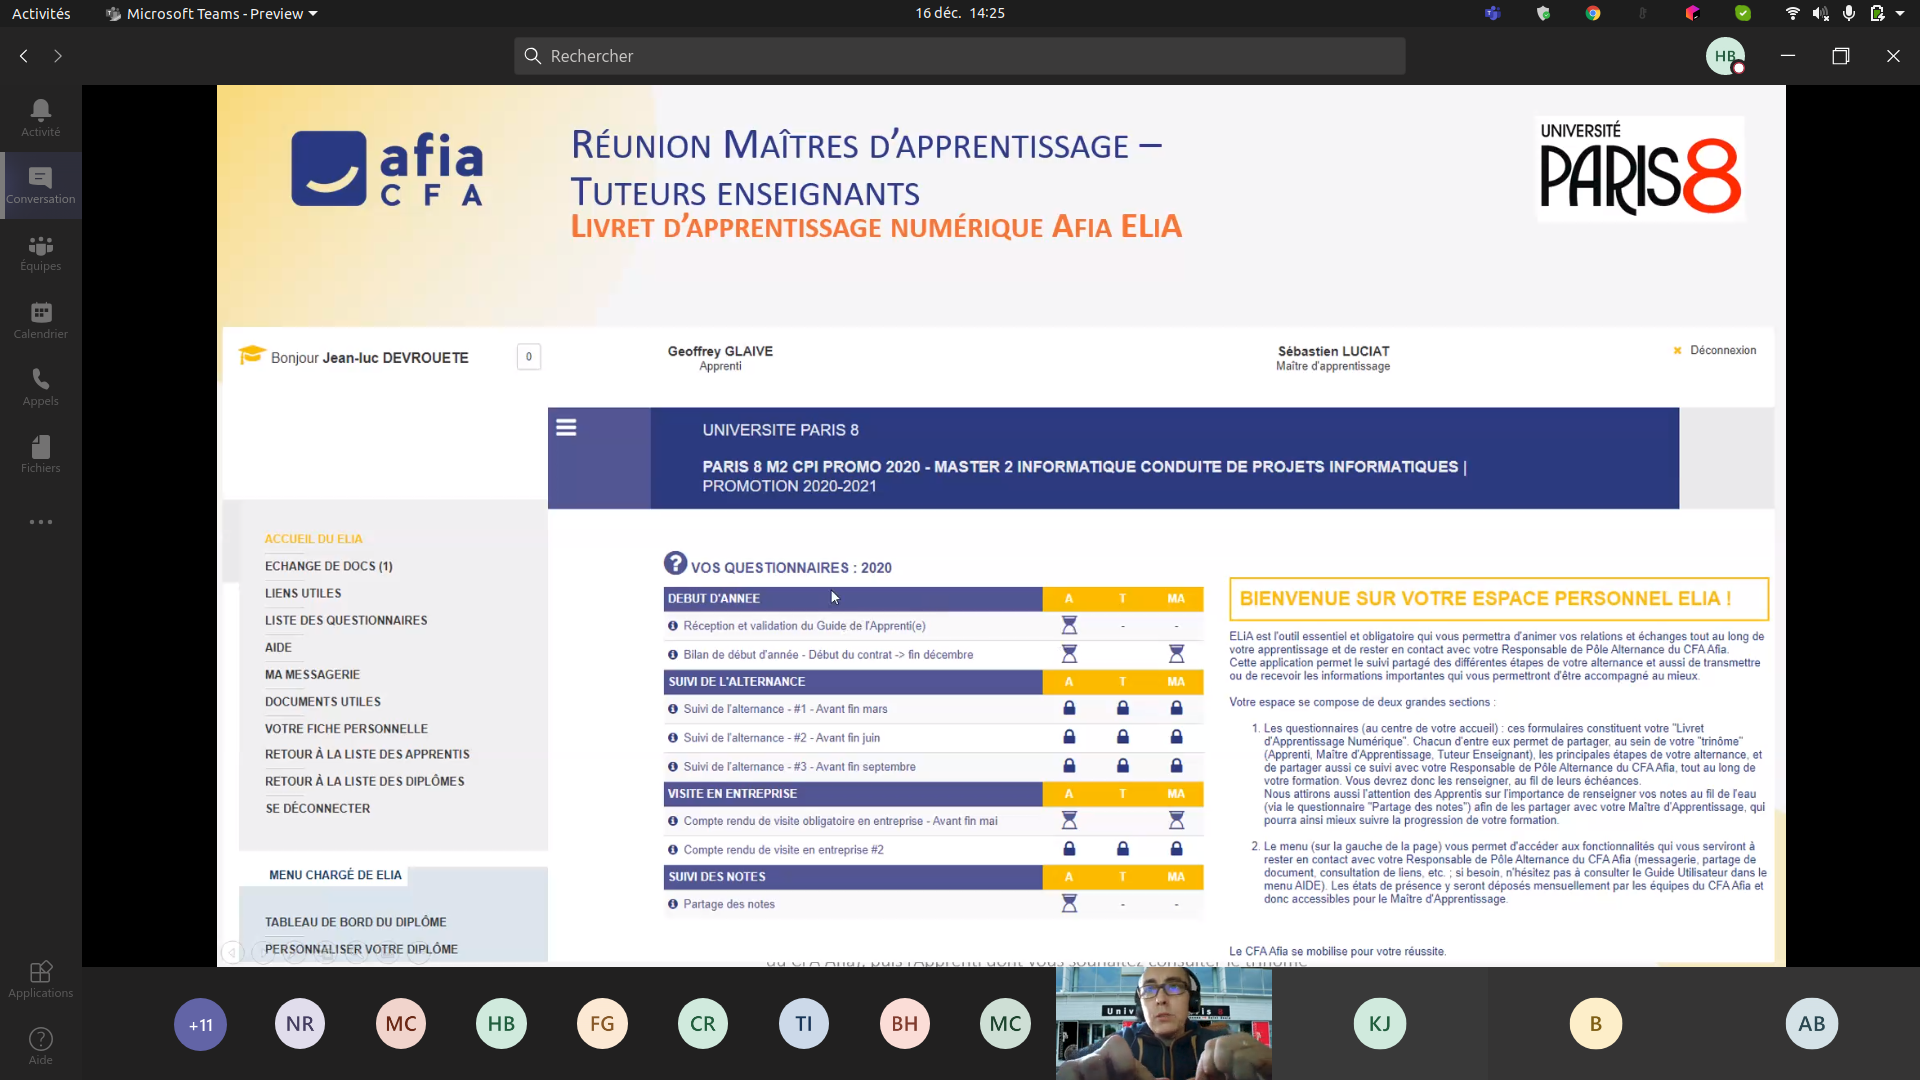 Activités
Microsoft Teams - Preview
16 déc. 14:25
Rechercher
HB
Activité
Conversation
Équipes
Calendrier
Appels
Fichiers
Applications
Aide
afia
CFA
RÉUNION MAÎTRES D'APPRENTISSAGE –
TUTEURS ENSEIGNANTS
LIVRET D'APPRENTISSAGE NUMÉRIQUE AFIA ELIA
UNIVERSITÉ
PARIS8
Bonjour Jean-luc DEVROUETE
0
Geoffrey GLAIVE
Apprenti
Sébastien LUCIAT
Maître d'apprentissage
Déconnexion
UNIVERSITE PARIS 8
PARIS 8 M2 CPI PROMO 2020 - MASTER 2 INFORMATIQUE CONDUITE DE PROJETS INFORMATIQUES |
PROMOTION 2020-2021
ACCUEIL DU ELIA
ECHANGE DE DOCS (1)
LIENS UTILES
LISTE DES QUESTIONNAIRES
AIDE
MA MESSAGERIE
DOCUMENTS UTILES
VOTRE FICHE PERSONNELLE
RETOUR À LA LISTE DES APPRENTIS
RETOUR À LA LISTE DES DIPLÔMES
SE DÉCONNECTER
MENU CHARGÉ DE ELIA
TABLEAU DE BORD DU DIPLÔME
PERSONNALISER VOTRE DIPLÔME
VOS QUESTIONNAIRES : 2020
DEBUT D'ANNEE A T MA
Réception et validation du Guide de l'Apprenti(e) - -
Bilan de début d'année - Début du contrat -> fin décembre
SUIVI DE L'ALTERNANCE A T MA
Suivi de l'alternance - #1 - Avant fin mars
Suivi de l'alternance - #2 - Avant fin juin
Suivi de l'alternance - #3 - Avant fin septembre
VISITE EN ENTREPRISE A T MA
Compte rendu de visite obligatoire en entreprise - Avant fin mai
Compte rendu de visite en entreprise #2
SUIVI DES NOTES A T MA
Partage des notes - -
BIENVENUE SUR VOTRE ESPACE PERSONNEL ELIA !
ELiA est l'outil essentiel et obligatoire qui vous permettra d'animer vos relations et échanges tout au long de
votre apprentissage et de rester en contact avec votre Responsable de Pôle Alternance du CFA Afia.
Cette application permet le suivi partagé des différentes étapes de votre alternance et aussi de transmettre
ou de recevoir les informations importantes qui vous permettront d'être accompagné au mieux.
Votre espace se compose de deux grandes sections :
1. Les questionnaires (au centre de votre accueil) : ces formulaires constituent votre "Livret
d'Apprentissage Numérique". Chacun d'entre eux permet de partager, au sein de votre "trinôme"
(Apprenti, Maître d'Apprentissage, Tuteur Enseignant), les principales étapes de votre alternance, et
de partager aussi ce suivi avec votre Responsable de Pôle Alternance du CFA Afia, tout au long de
votre formation. Vous devrez donc les renseigner, au fil de leurs échéances.
Nous attirons aussi l'attention des Apprentis sur l'importance de renseigner vos notes au fil de l'eau
(via le questionnaire "Partage des notes") afin de les partager avec votre Maître d'Apprentissage, qui
pourra ainsi mieux suivre la progression de votre formation.
2. Le menu (sur la gauche de la page) vous permet d'accéder aux fonctionnalités qui vous serviront à
rester en contact avec votre Responsable de Pôle Alternance du CFA Afia (messagerie, partage de
document, consultation de liens, etc. ; si besoin, n'hésitez pas à consulter le Guide Utilisateur dans le
menu AIDE). Les états de présence y seront déposés mensuellement par les équipes du CFA Afia et
donc accessibles pour le Maître d'Apprentissage.
Le CFA Afia se mobilise pour votre réussite.
du CFA Afia), puis l'Apprenti dont vous souhaitez consulter le trinôme
+11
NR
MC
HB
FG
CR
TI
BH
MC
KJ
B
AB